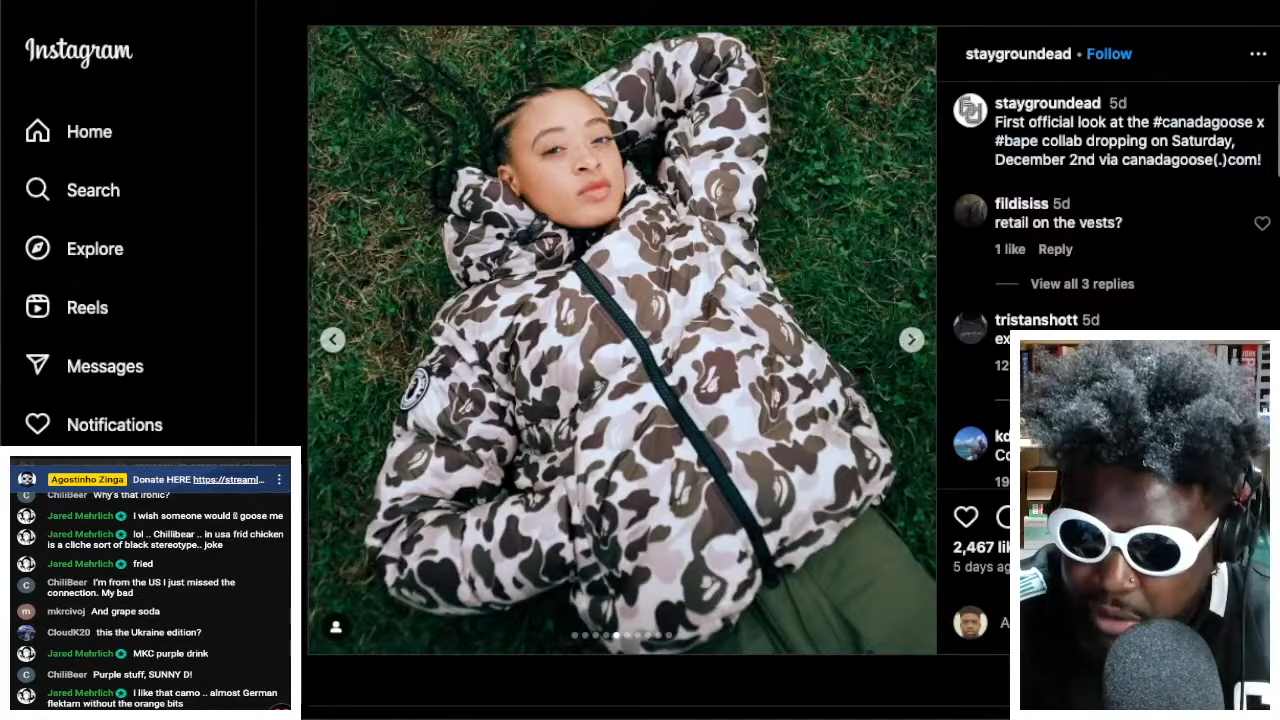 Instagram
Home
Search
Explore
Reels
Messages
Notifications
staygroundead • Follow
staygroundead 5d
First official look at the #canadagoose x
#bape collab dropping on Saturday,
December 2nd via canadagoose(.)com!
fildisiss 5d
retail on the vests?
1 like Reply
View all 3 replies
tristanshott 5d
2,467
5 days
Agostinho Zinga Donate HERE https://streaml...
ChiliBeer Why's that ironic?
Jared Mehrlich I wish someone would goose me
Jared Mehrlich lol .. Chillibeer .. in usa frid chicken
is a cliche sort of black stereotype.. joke
Jared Mehrlich fried
ChiliBeer I'm from the US I just missed the
connection. My bad
mkrcivoj And grape soda
CloudK20 this the Ukraine edition?
Jared Mehrlich MKC purple drink
ChiliBeer Purple stuff, SUNNY D!
Jared Mehrlich I like that camo .. almost German
flektam without the orange bits